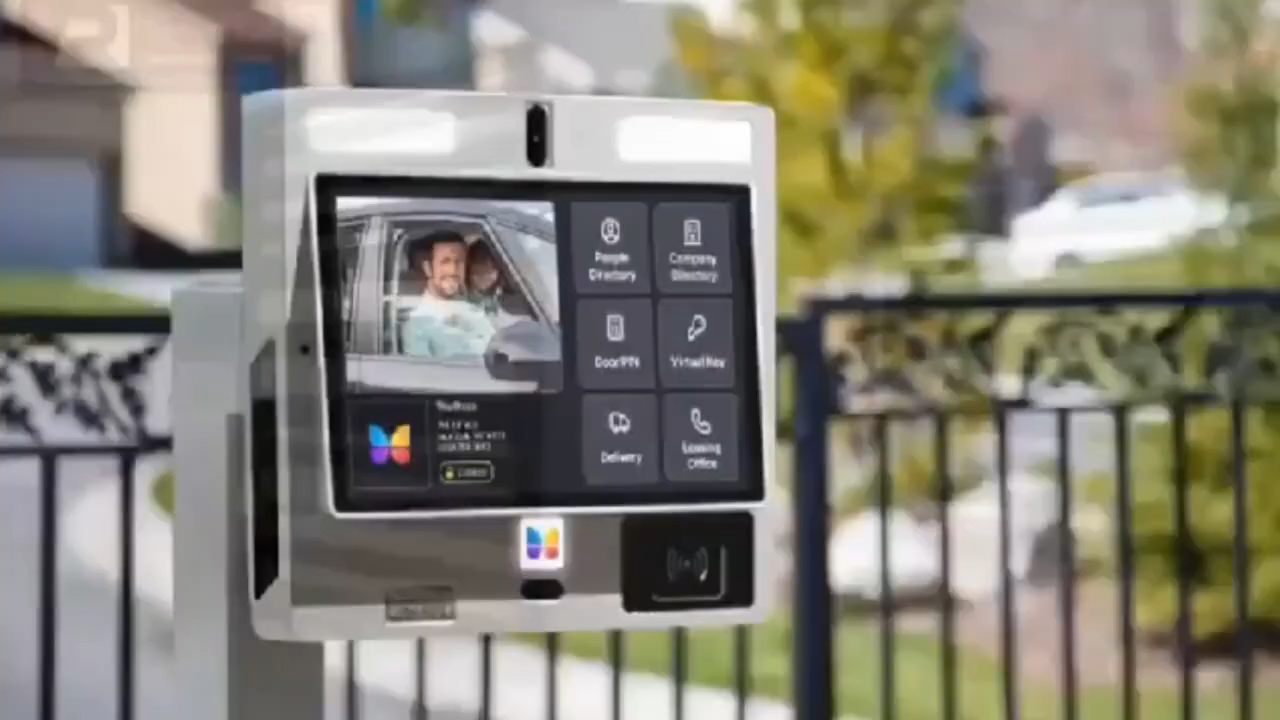 People
Directory
Company
Directory
Door PIN
Virtual Key
Delivery
Leasing
Office